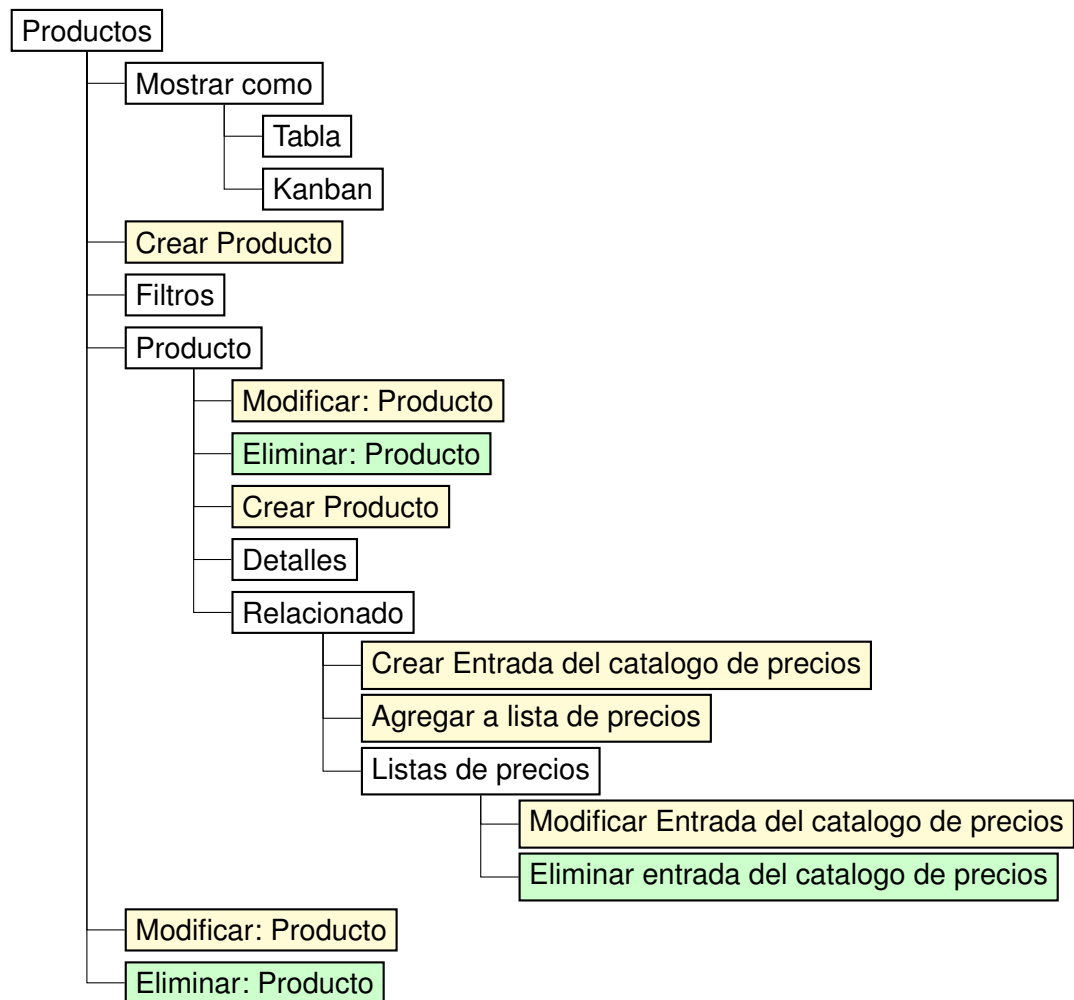 Productos
Mostrar como
Tabla
Kanban
Crear Producto
Filtros
Producto
Modificar: Producto
Eliminar: Producto
Crear Producto
Detalles
Relacionado
Crear Entrada del catalogo de precios
Agregar a lista de precios
Listas de precios
Modificar Entrada del catalogo de precios
Eliminar entrada del catalogo de precios
Modificar: Producto
Eliminar: Producto